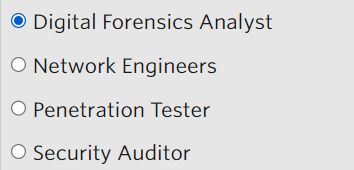 Digital Forensics Analyst
Network Engineers
Penetration Tester
Security Auditor